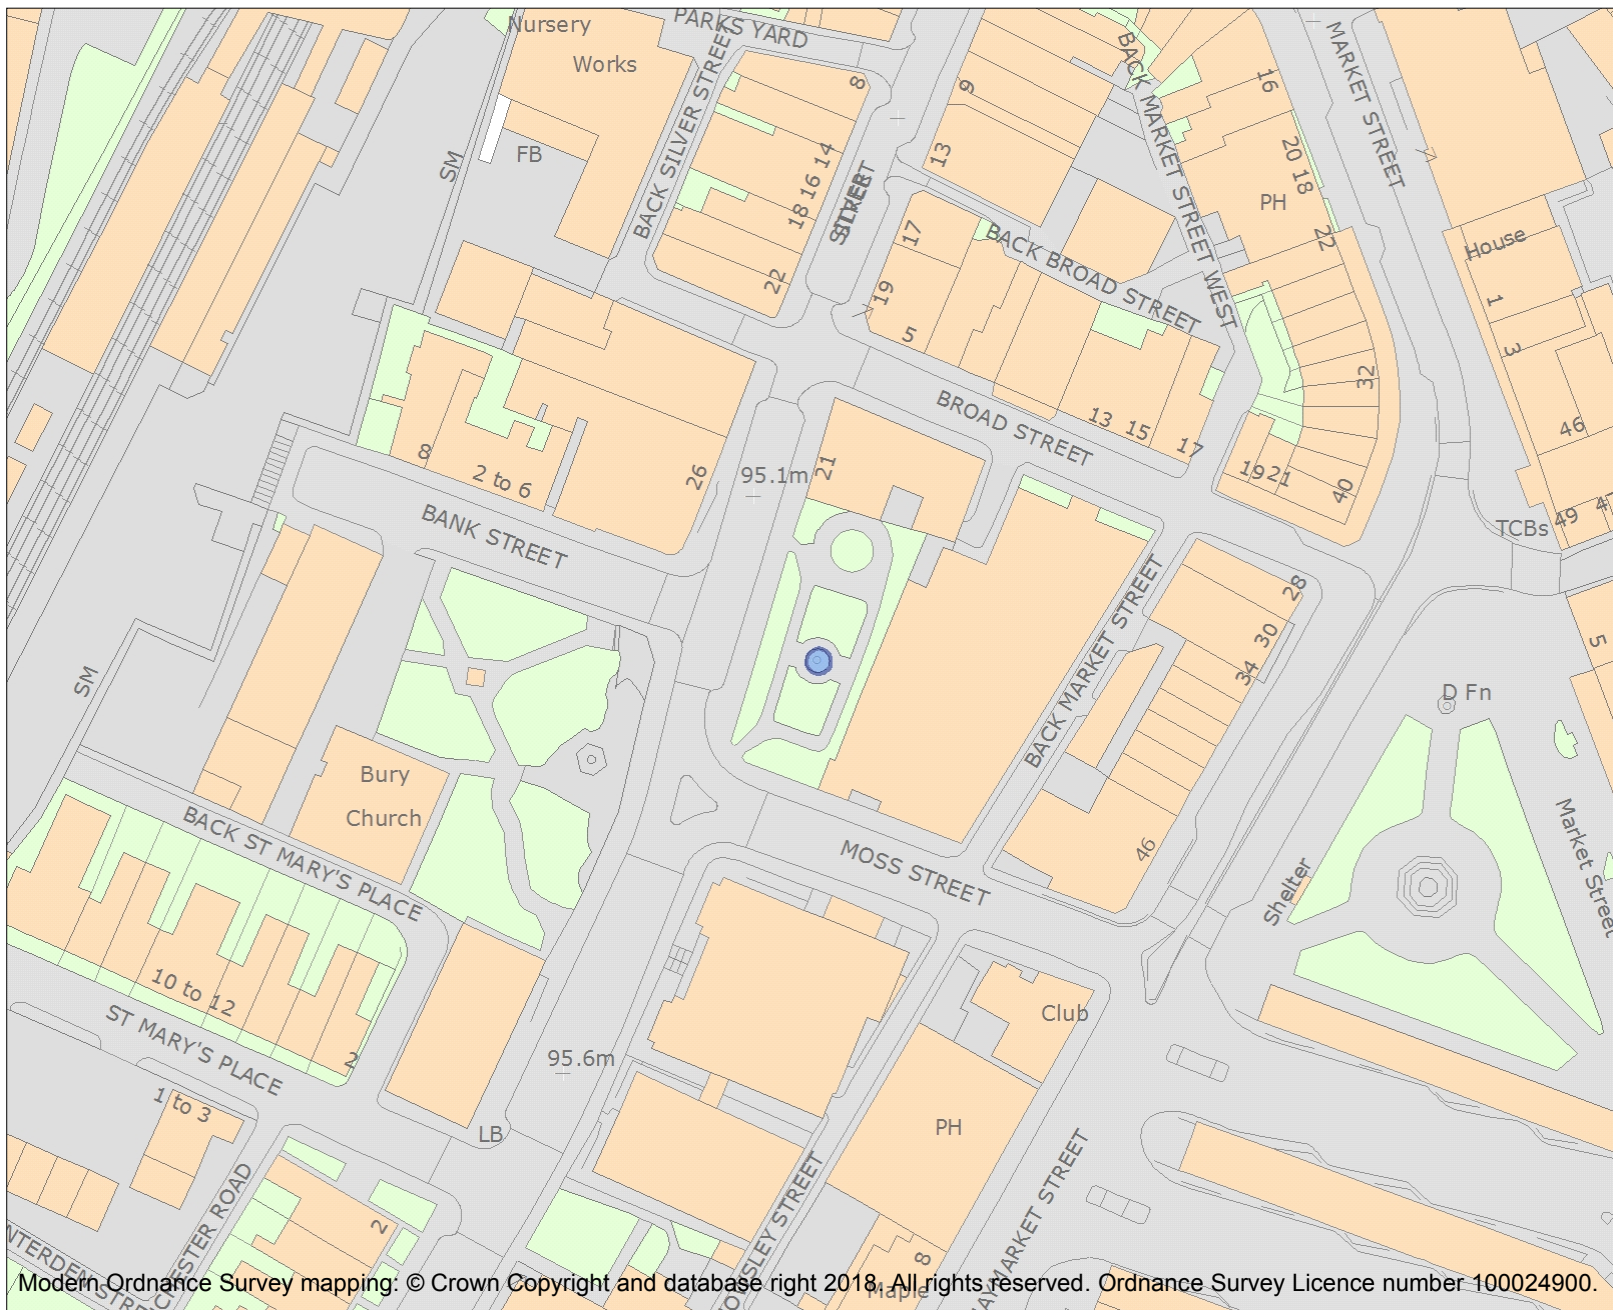 Nursery
Works
PARKS YARD
BACK SILVER STREET
8
14
16
18
22
SILVER
STREET
9
13
BACK MARKET STREET WEST
16
20
18
PH
22
MARKET STREET
House
1
3
46
49
TCBs
SM
FB
17
19
5
BACK BROAD STREET
32
BROAD STREET
13
15
17
19
21
40
8
2 to 6
26
95.1m
21
BANK STREET
BACK MARKET STREET
28
30
34
46
5
D Fn
SM
Bury
Church
MOSS STREET
Shelter
Market Street
BACK ST MARY'S PLACE
10 to 12
2
ST MARY'S PLACE
1 to 3
95.6m
LB
Club
PH
HAYMARKET STREET
8
Maple
2
Modern Ordnance Survey mapping: © Crown Copyright and database right 2018. All rights reserved. Ordnance Survey Licence number 100024900.